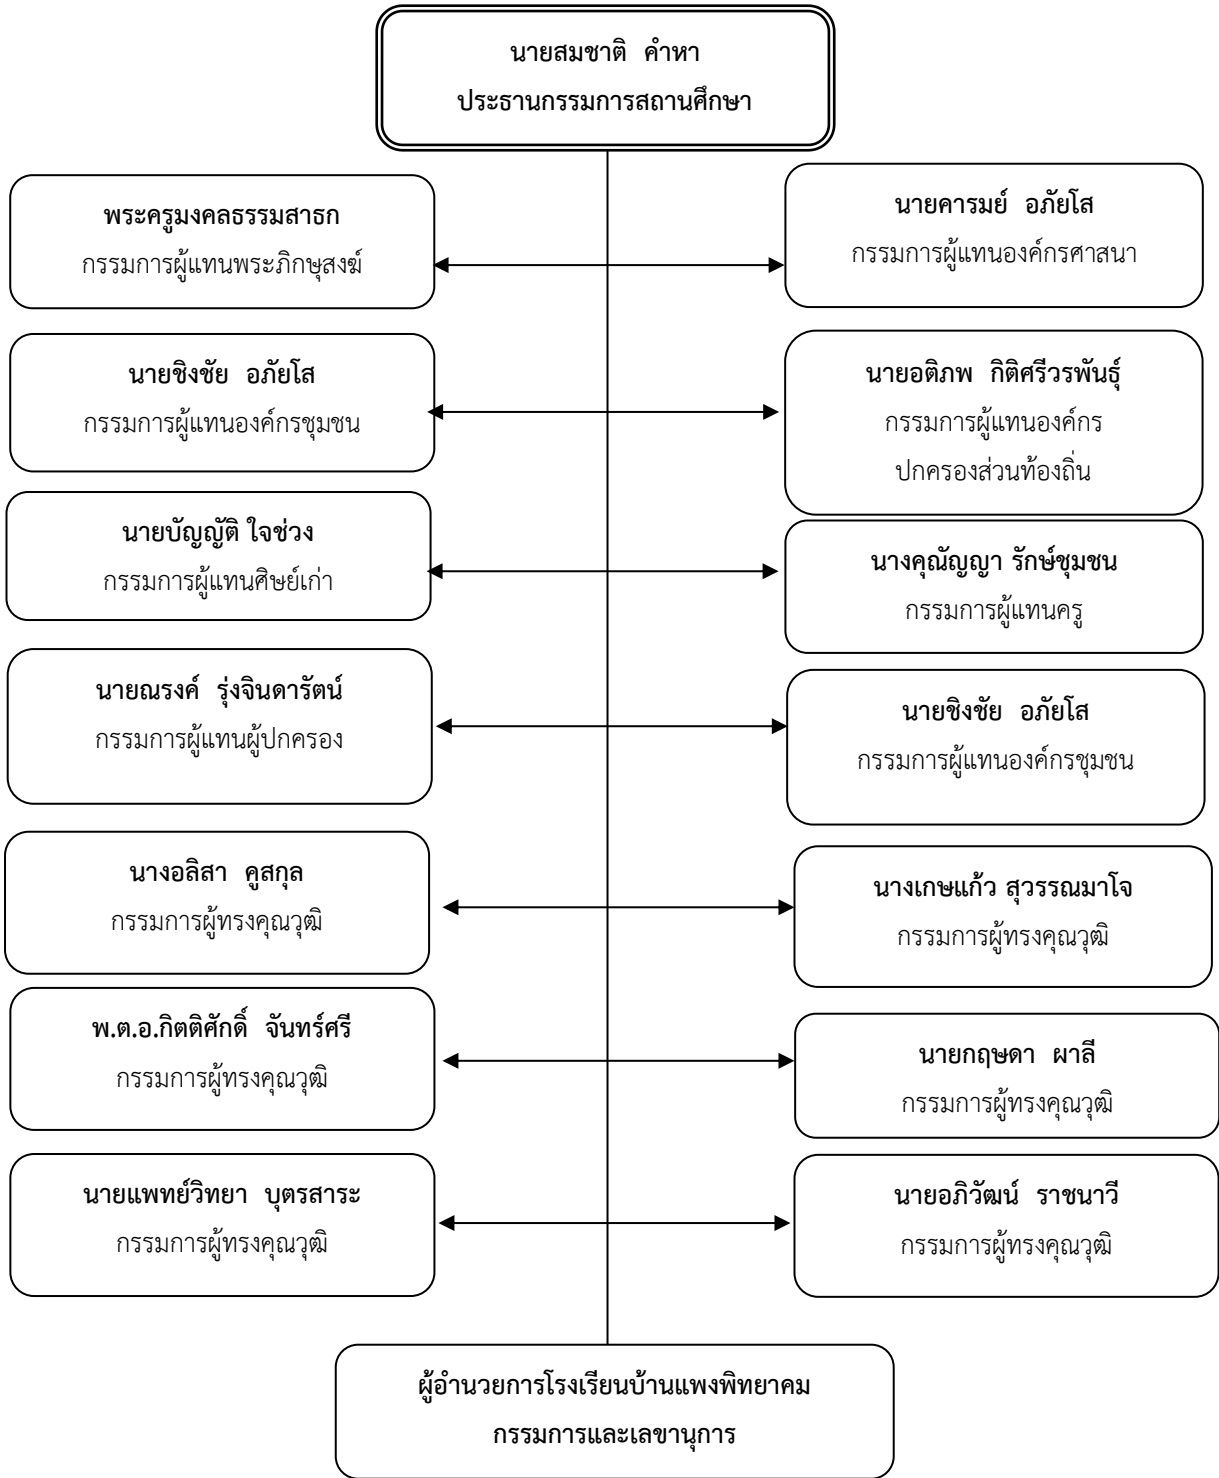 นายสมชาติ คำหา
ประธานกรรมการสถานศึกษา
พระครูมงคลธรรมสาธก
กรรมการผู้แทนพระภิกษุสงฆ์
นายคารมย์ อภัยโส
กรรมการผู้แทนองค์กรศาสนา
นายชิงชัย อภัยโส
กรรมการผู้แทนองค์กรชุมชน
นายอติภพ กิติศรีวรพันธุ์
กรรมการผู้แทนองค์กร
ปกครองส่วนท้องถิ่น
นายบัญญัติ ใจช่วง
กรรมการผู้แทนศิษย์เก่า
นางคุณัญญา รักษ์ชุมชน
กรรมการผู้แทนครู
นายณรงค์ รุ่งจินดารัตน์
กรรมการผู้แทนผู้ปกครอง
นายชิงชัย อภัยโส
กรรมการผู้แทนองค์กรชุมชน
นางอลิสา คูสกุล
กรรมการผู้ทรงคุณวุฒิ
นางเกษแก้ว สุวรรณมาโจ
กรรมการผู้ทรงคุณวุฒิ
พ.ต.อ.กิตติศักดิ์ จันทร์ศรี
กรรมการผู้ทรงคุณวุฒิ
นายกฤษดา ผาลี
กรรมการผู้ทรงคุณวุฒิ
นายแพทย์วิทยา บุตรสาระ
กรรมการผู้ทรงคุณวุฒิ
นายอภิวัฒน์ ราชนาวี
กรรมการผู้ทรงคุณวุฒิ
ผู้อำนวยการโรงเรียนบ้านแพงพิทยาคม
กรรมการและเลขานุการ